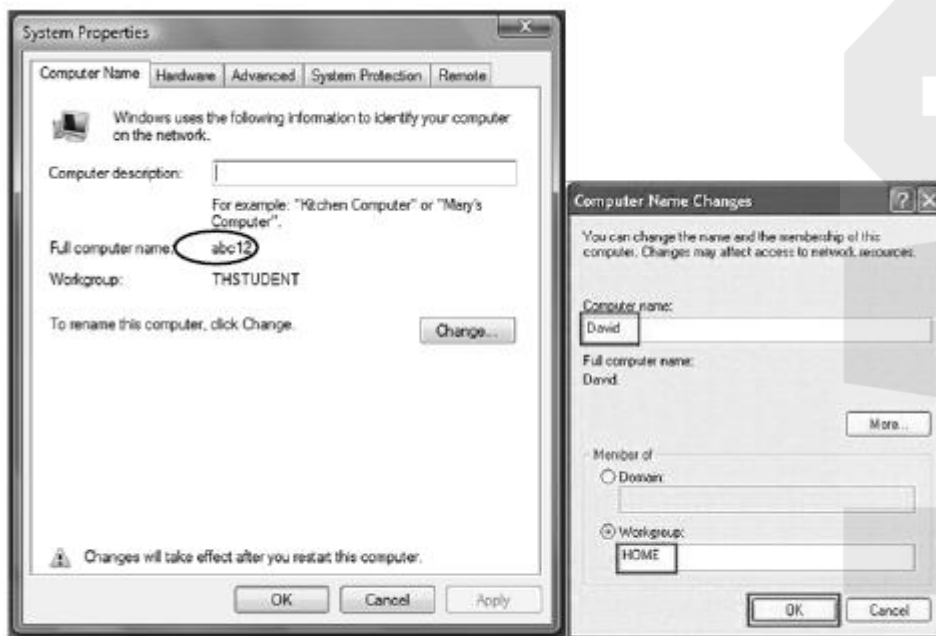 System Properties
Computer Name Hardware Advanced System Protection Remote
Windows uses the following information to identify your computer
on the network.
Computer description:
For example: "Kitchen Computer" or "Mary's
Computer".
Full computer name: abc12
Workgroup: THSTUDENT
To rename this computer, click Change.
Change...
Changes will take effect after you restart this computer.
OK Cancel Apply
Computer Name Changes
You can change the name and the membership of this
computer. Changes may affect access to network resources.
Computer name:
David
Full computer name:
David.
More...
Member of
Domain:
Workgroup:
HOME
OK Cancel